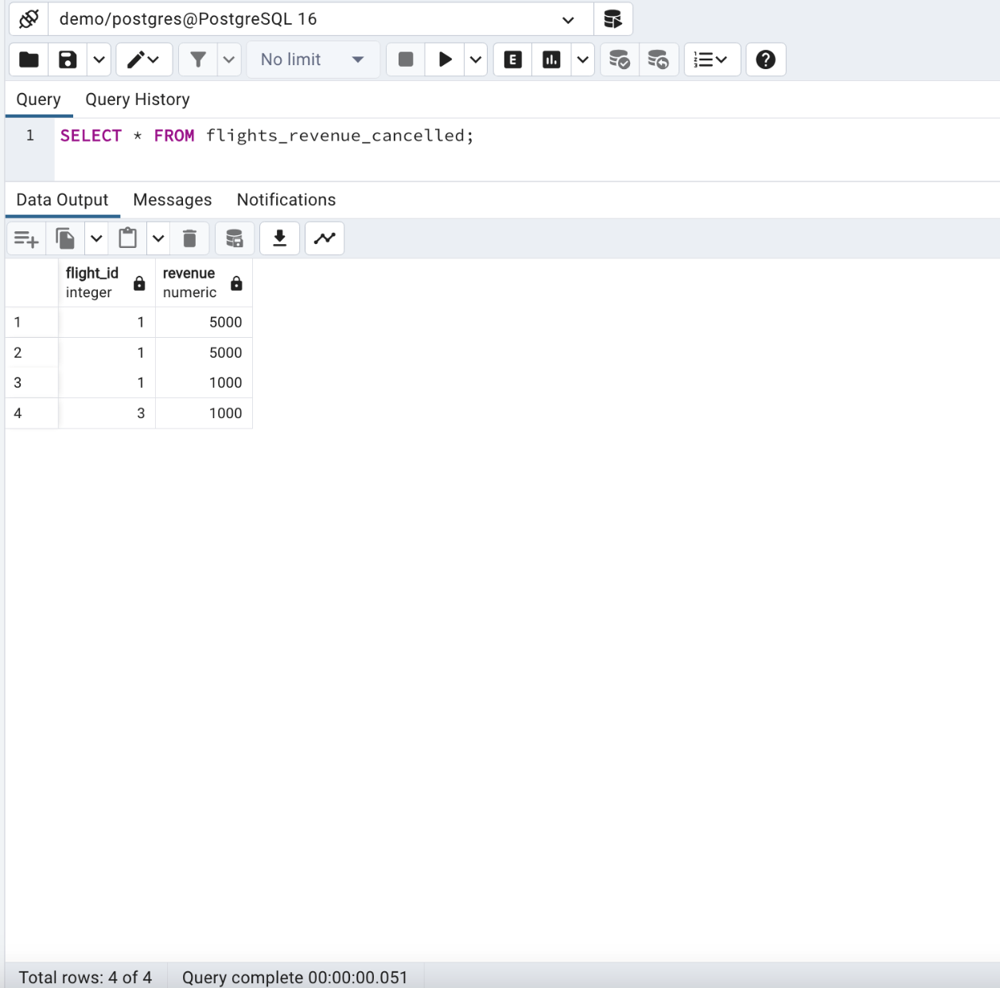 demo/postgres@PostgreSQL 16
No limit
E
Query Query History
1 SELECT * FROM flights_revenue_cancelled;
Data Output Messages Notifications
flight_id revenue
integer numeric
1 1 5000
2 1 5000
3 1 1000
4 3 1000
Total rows: 4 of 4 Query complete 00:00:00.051